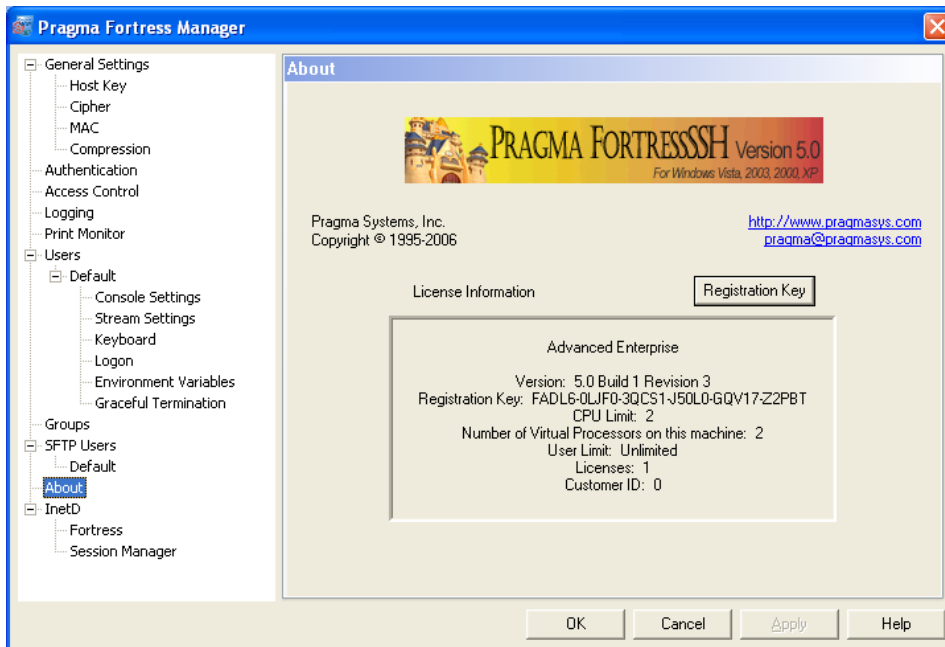 Pragma Fortress Manager
General Settings
Host Key
Cipher
MAC
Compression
Authentication
Access Control
Logging
Print Monitor
Users
Default
Console Settings
Stream Settings
Keyboard
Logon
Environment Variables
Graceful Termination
Groups
SFTP Users
Default
About
InetD
Fortress
Session Manager
About
PRAGMA FORTRESSSSH Version 5.0
For Windows Vista, 2003, 2000, XP
Pragma Systems, Inc.
Copyright © 1995-2006
http://www.pragmasys.com
pragma@pragmasys.com
License Information
Registration Key
Advanced Enterprise
Version: 5.0 Build 1 Revision 3
Registration Key: FADL6-0LJF0-3QCS1-J50L0-GQV17-Z2PBT
CPU Limit: 2
Number of Virtual Processors on this machine: 2
User Limit: Unlimited
Licenses: 1
Customer ID: 0
OK
Cancel
Apply
Help